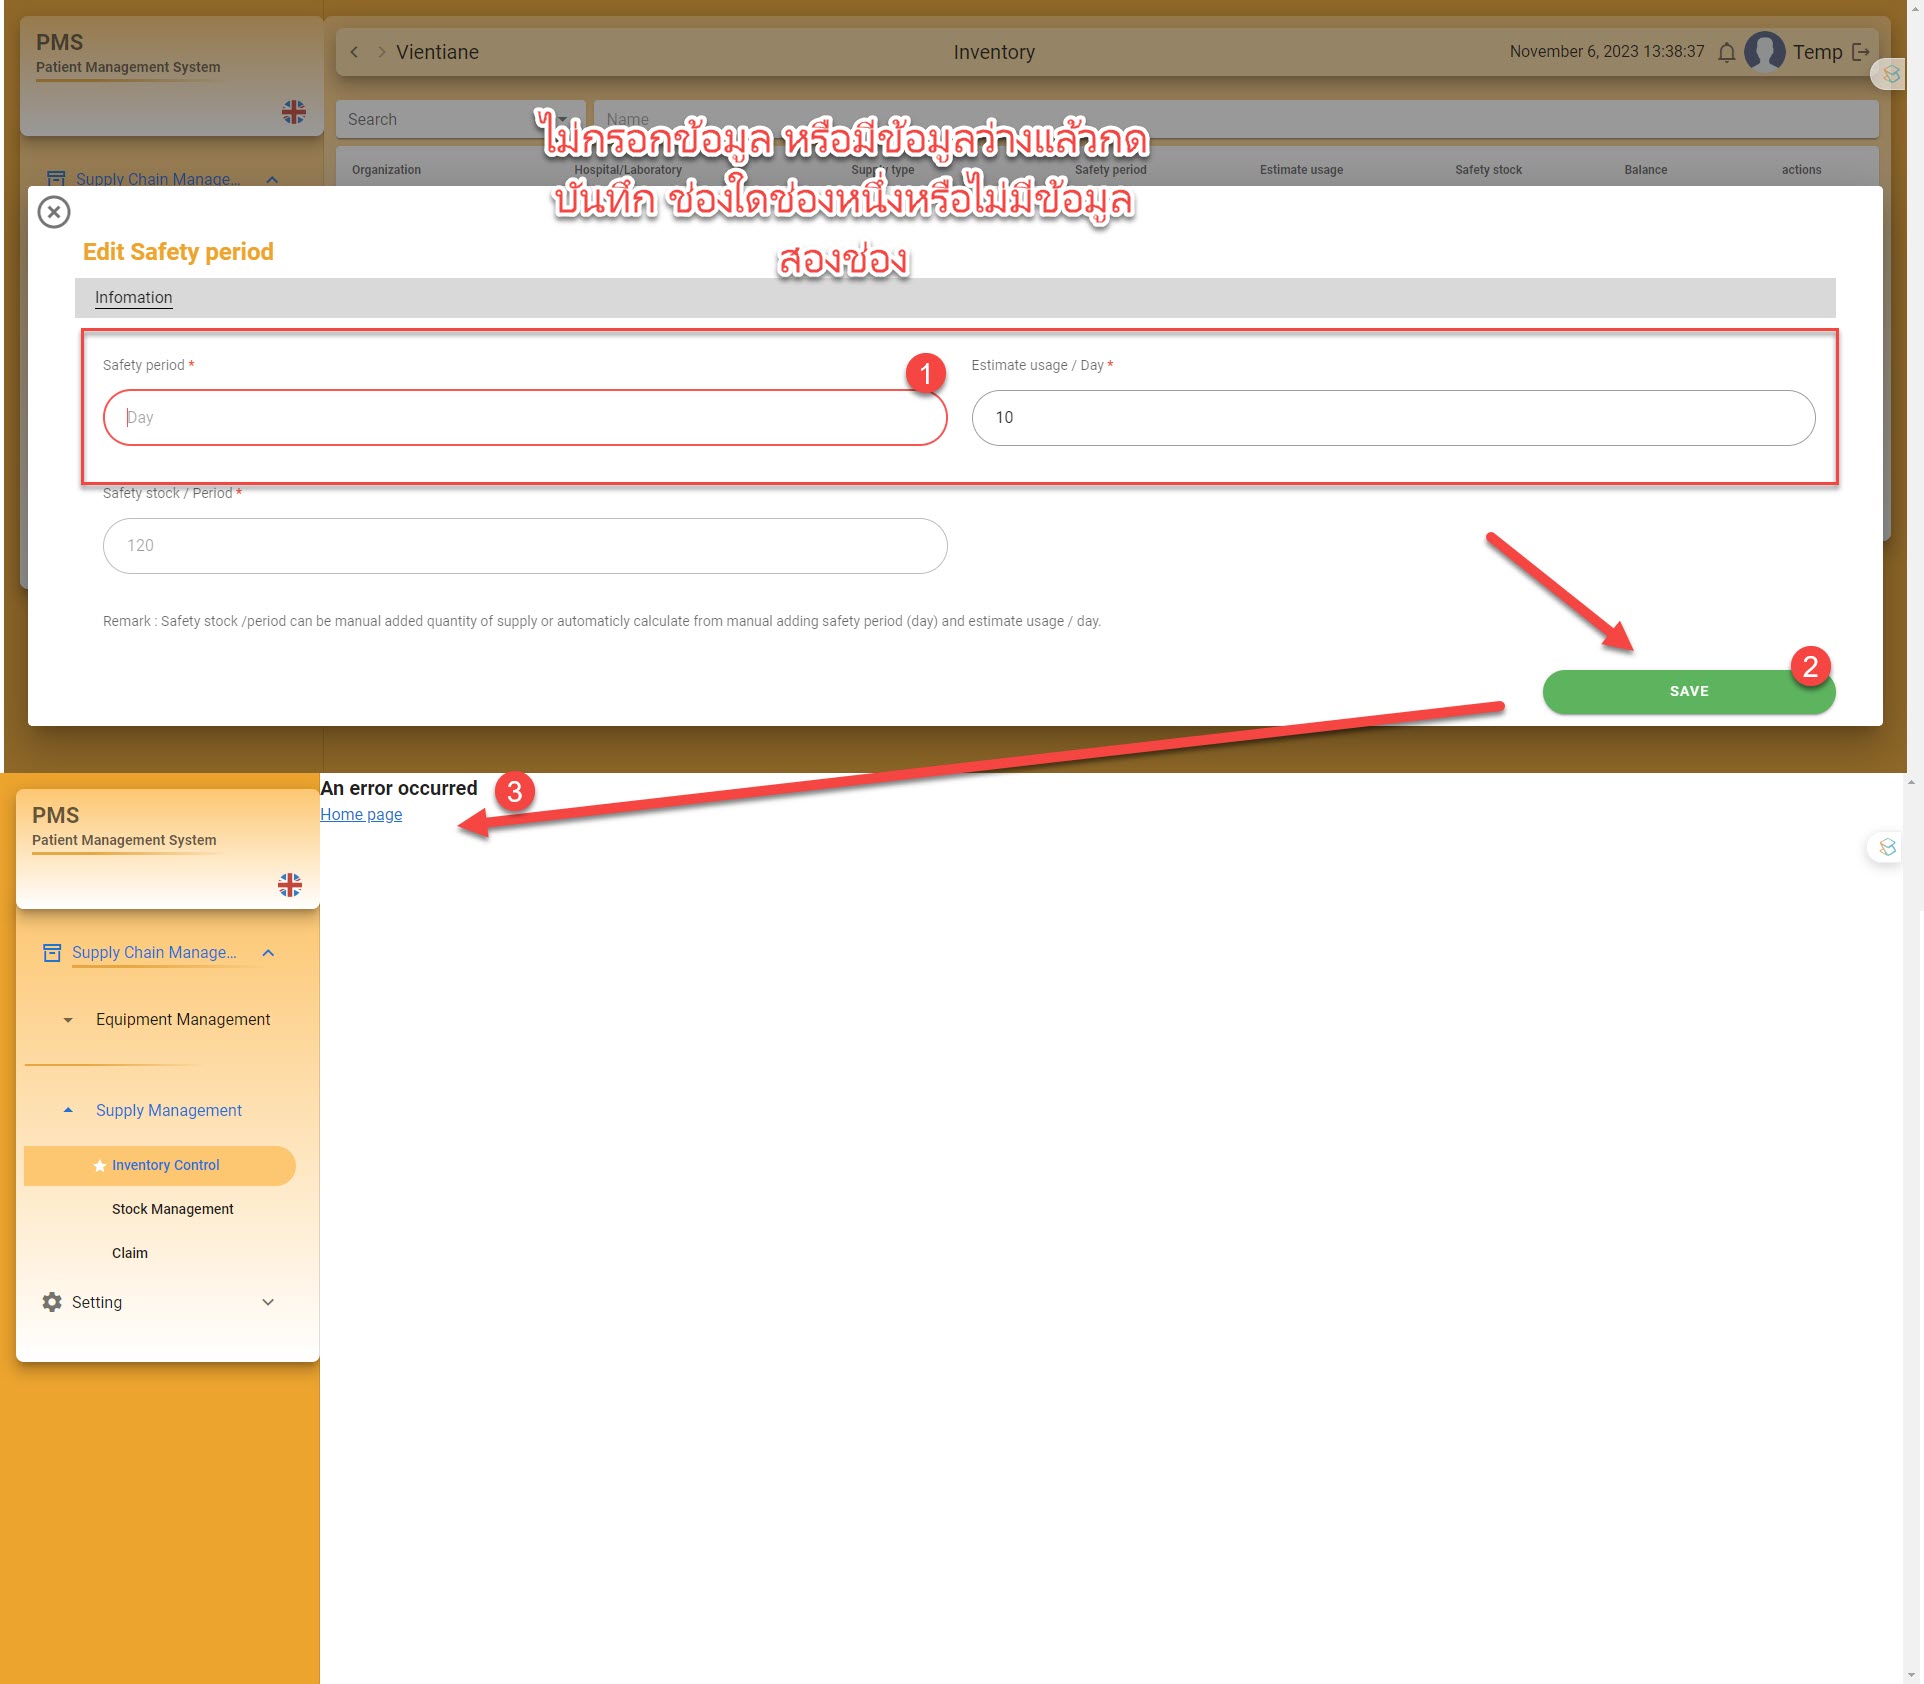 PMS
Patient Management System
Vientiane
Inventory
November 6, 2023 13:38:37
Temp
Search
Name
ไม่กรอกข้อมูล หรือมีข้อมูลว่างแล้วกด
บันทึก ช่องใดช่องหนึ่งหรือไม่มีข้อมูล
สองช่อง
Supply Chain Manage...
Organization
Hospital/Laboratory
Supply type
Safety period
Estimate usage
Safety stock
Balance
actions
Edit Safety period
Infomation
Safety period *
1
Estimate usage / Day *
Day
10
Safety stock / Period *
120
Remark : Safety stock /period can be manual added quantity of supply or automaticly calculate from manual adding safety period (day) and estimate usage / day.
2
SAVE
An error occurred
3
Home page
PMS
Patient Management System
Supply Chain Manage...
Equipment Management
Supply Management
Inventory Control
Stock Management
Claim
Setting